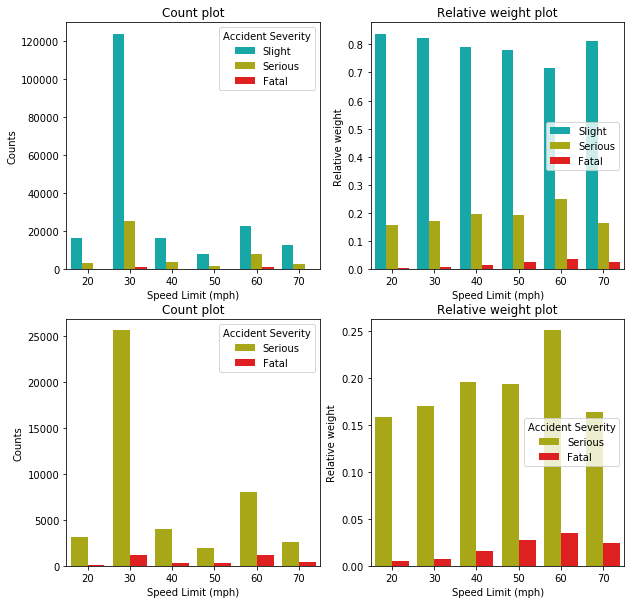 Count plot
120000
100000
80000
60000
40000
20000
0
Counts
Accident Severity
Slight
Serious
Fatal
20 30 40 50 60 70
Speed Limit (mph)
Relative weight plot
0.8
0.7
0.6
0.5
0.4
0.3
0.2
0.1
0.0
Relative weight
Slight
Serious
Fatal
20 30 40 50 60 70
Speed Limit (mph)
Count plot
25000
20000
15000
10000
5000
0
Counts
Accident Severity
Serious
Fatal
20 30 40 50 60 70
Speed Limit (mph)
Relative weight plot
0.25
0.20
0.15
0.10
0.05
0.00
Relative weight
Accident Severity
Serious
Fatal
20 30 40 50 60 70
Speed Limit (mph)